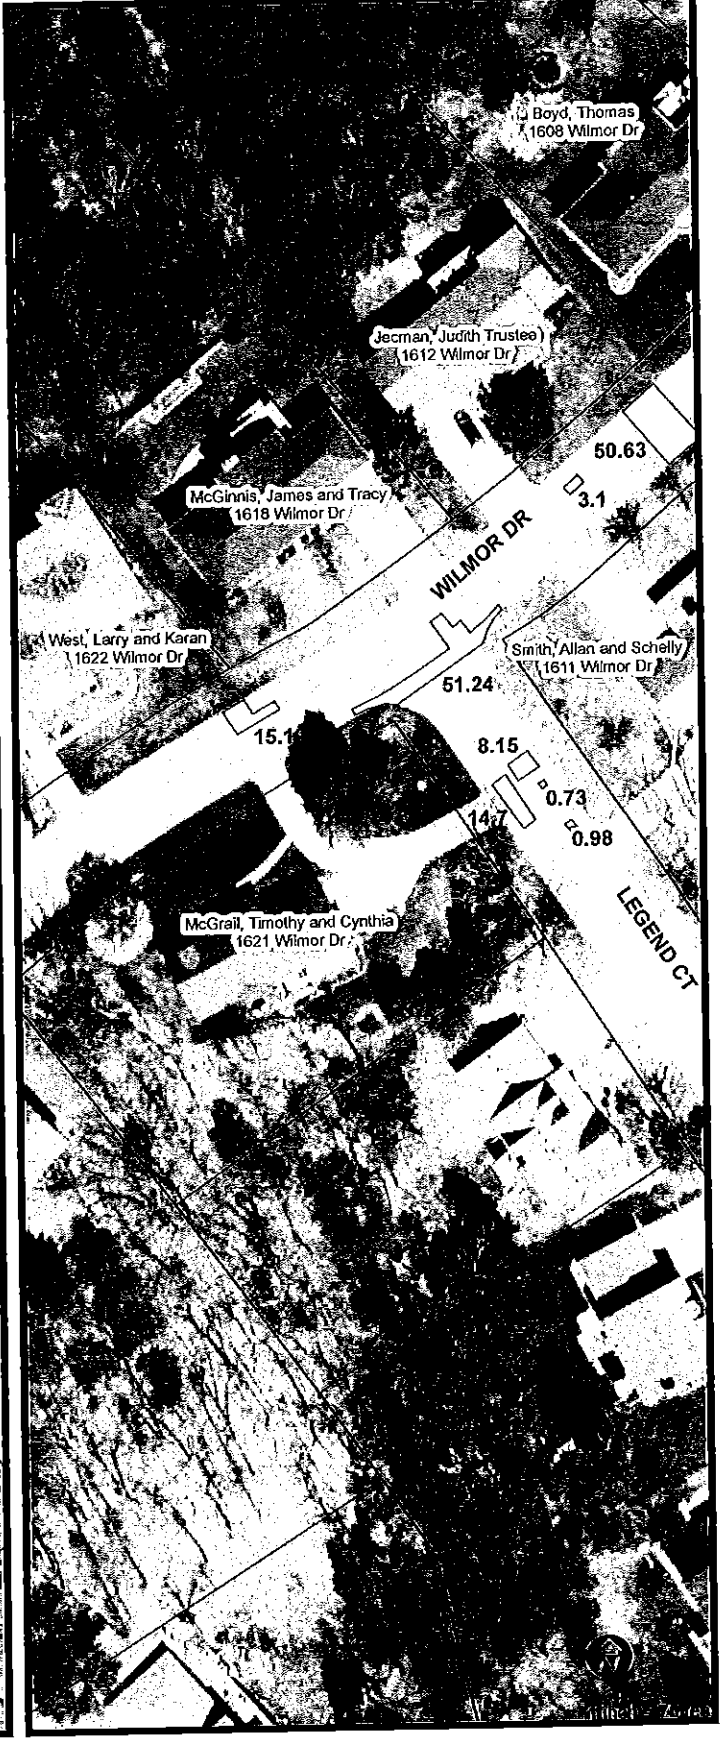 Boyd, Thomas
1608 Wilmor Dr
Jecman, Judith Trustee
1612 Wilmor Dr
50.63
3.1
McGinnis, James and Tracy
1618 Wilmor Dr
WILMOR DR
West, Larry and Karan
1622 Wilmor Dr
Smith, Allan and Schelly
1611 Wilmor Dr
51.24
15.1
8.15
0.73
14.7
0.98
LEGEND CT
McGrail, Timothy and Cynthia
1621 Wilmor Dr
N